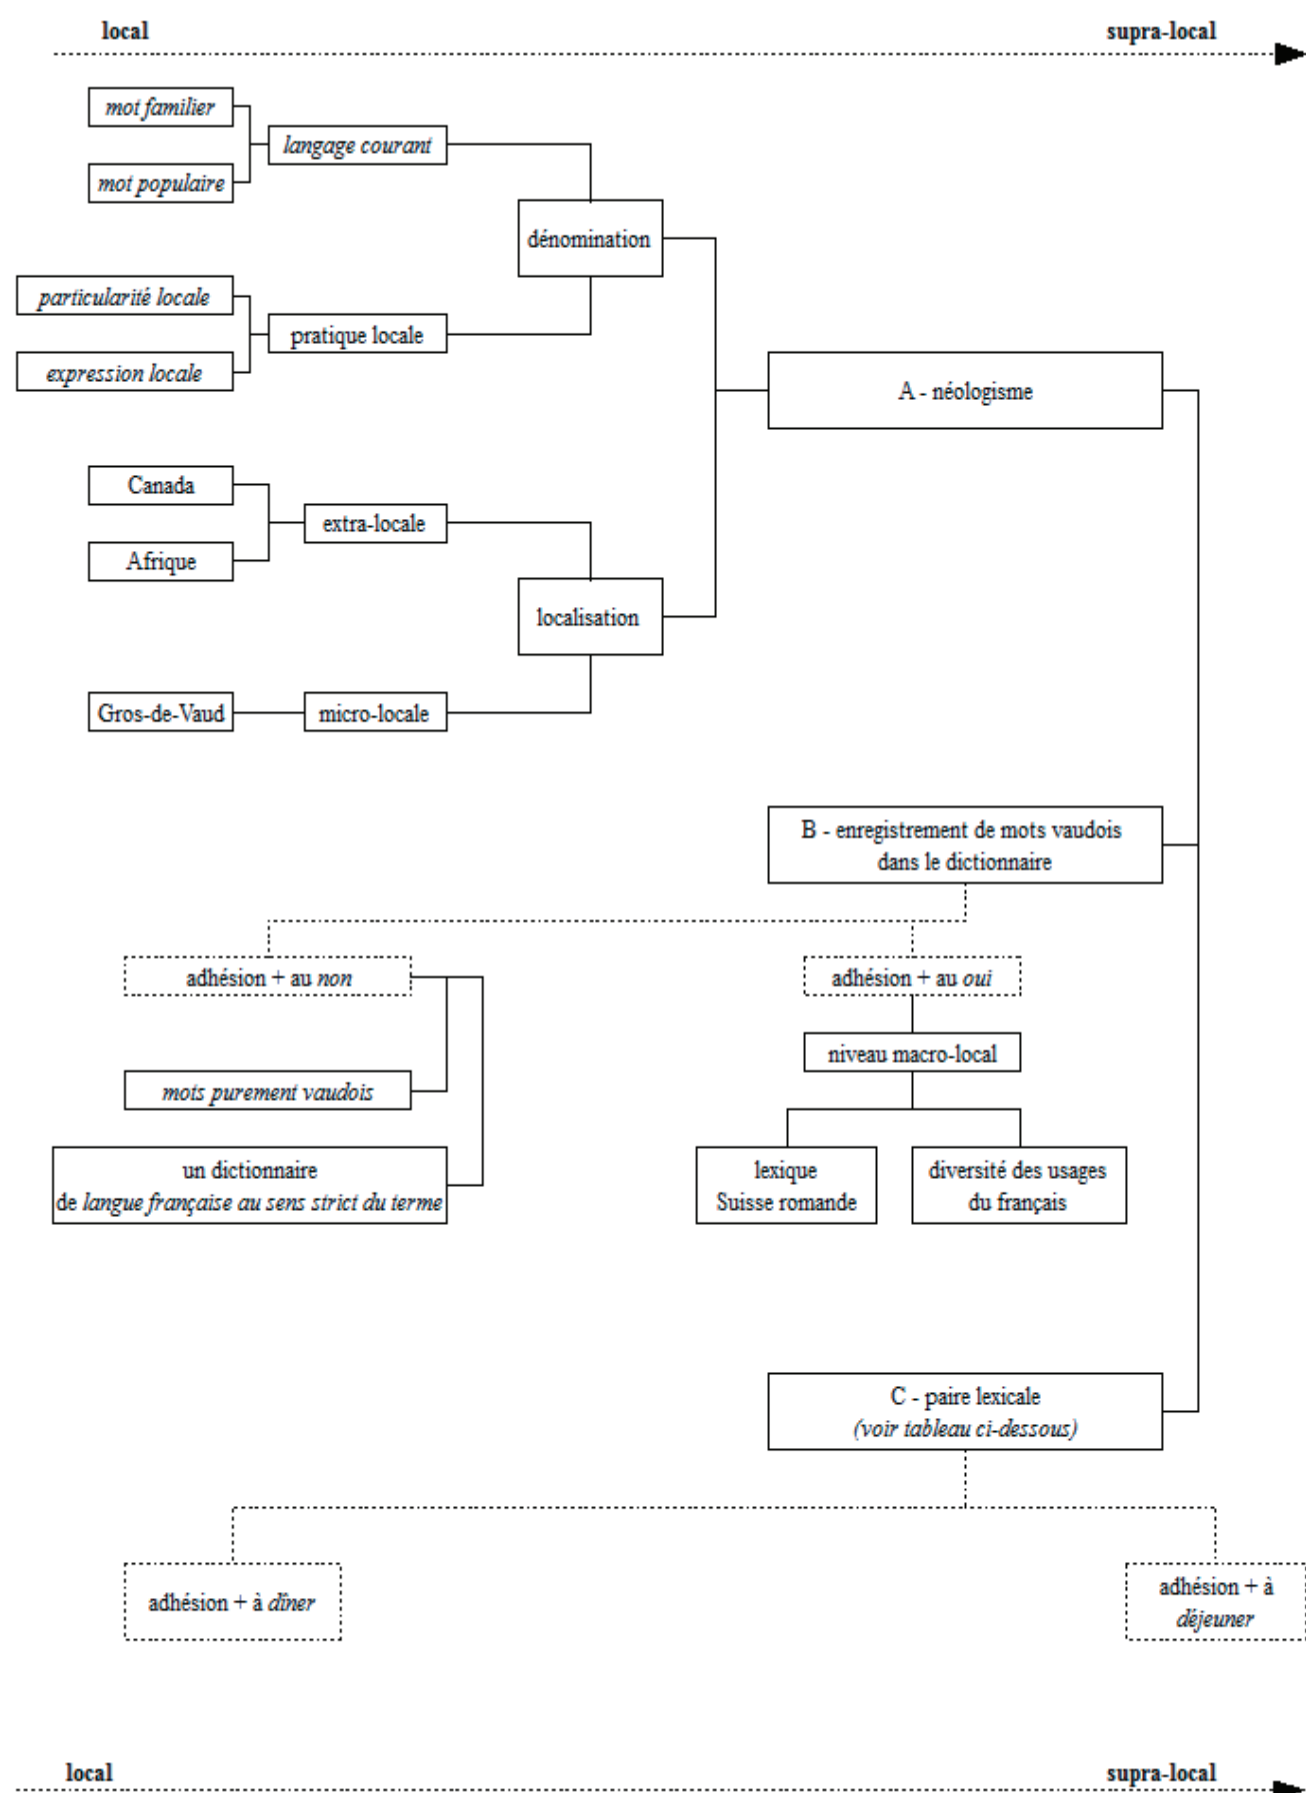 local
supra-local
mot familier
langage courant
mot populaire
dénomination
particularité locale
pratique locale
expression locale
A - néologisme
Canada
extra-locale
Afrique
localisation
Gros-de-Vaud
micro-locale
B - enregistrement de mots vaudois
dans le dictionnaire
adhésion + au non
adhésion + au oui
niveau macro-local
mots purement vaudois
un dictionnaire
de langue française au sens strict du terme
lexique
Suisse romande
diversité des usages
du français
C - paire lexicale
(voir tableau ci-dessous)
adhésion + à dîner
adhésion + à
déjeuner
local
supra-local